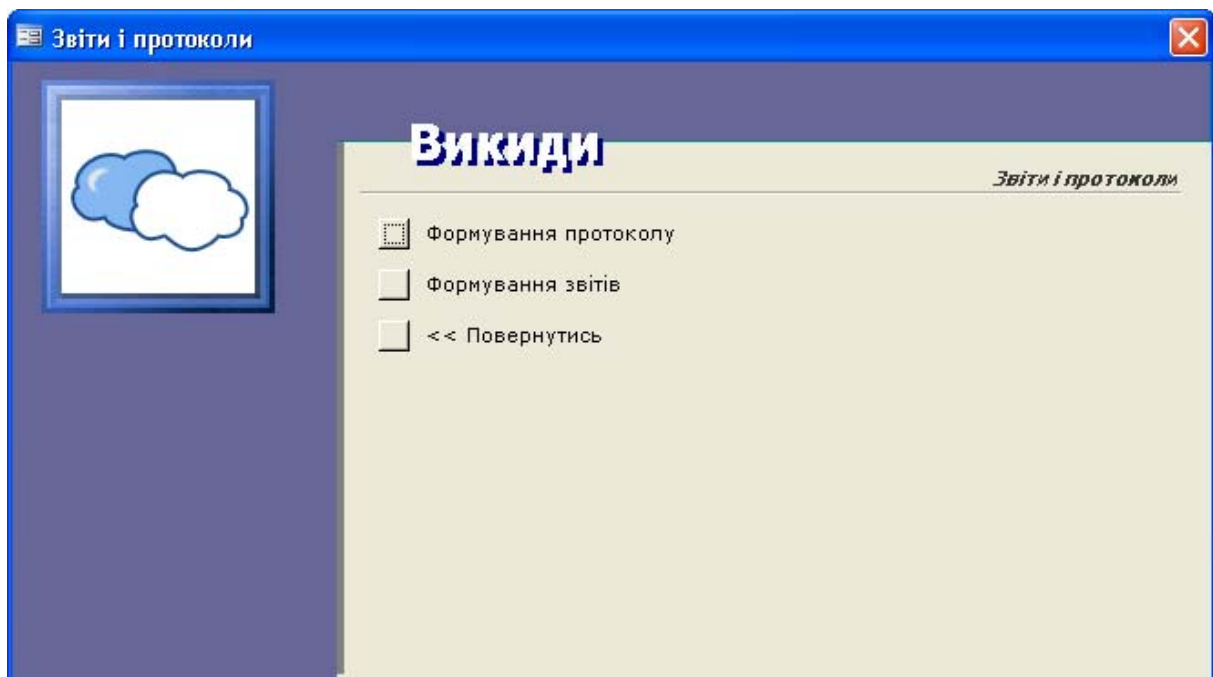 Звіти і протоколи
Викиди
Звіти і протоколи
Формування протоколу
Формування звітів
<< Повернутись